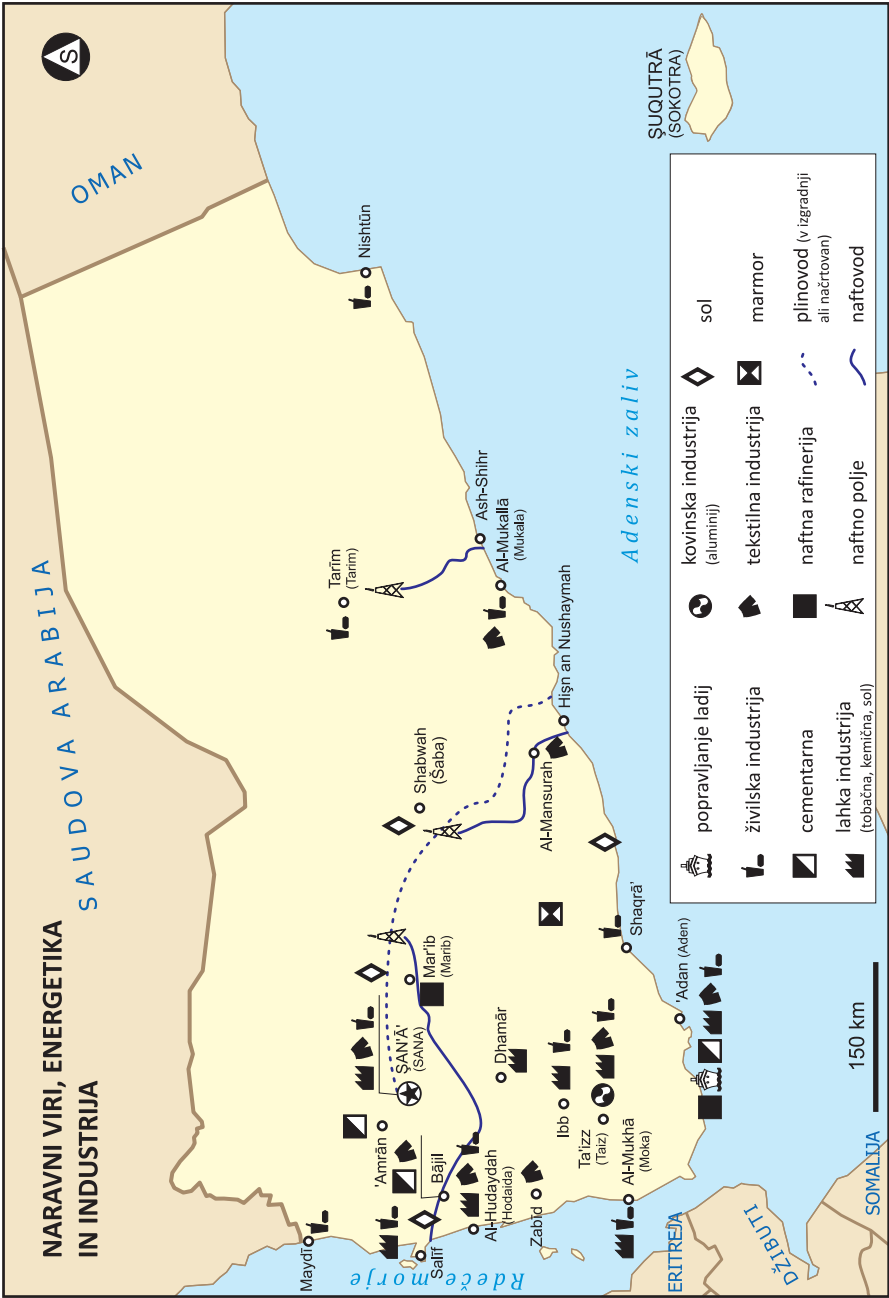 NARAVNI VIRI, ENERGETIKA
IN INDUSTRIJA
S
SAUDOVA ARABIJA
OMAN
Nishtūn
Tarīm
(Tarim)
Ash-Shihr
Al-Mukallā
(Mukala)
Ḥiṣn an Nushaymah
Shabwah
(Šaba)
Al-Mansurah
Mar'ib
(Marib)
ṢAN'Ā'
(SANA)
'Amrān
Bājil
Maydī
Salīf
Al-Hudaydah
(Hodaida)
Zabīd
Dhamār
Ibb
Ta'izz
(Taiz)
Al-Mukhā
(Moka)
Shaqrā'
'Adan (Aden)
Rdeče morje
Adenski zaliv
ŞUQUTRĀ
(SOKOTRA)
ERITREJA
DŽIBUTI
SOMALIJA
150 km
popravljanje ladij
živilska industrija
cementarna
lahka industrija
(tobačna, kemična, sol)
kovinska industrija
(aluminij)
tekstilna industrija
naftna rafinerija
naftno polje
sol
marmor
plinovod (v izgradnji
ali načrtovan)
naftovod